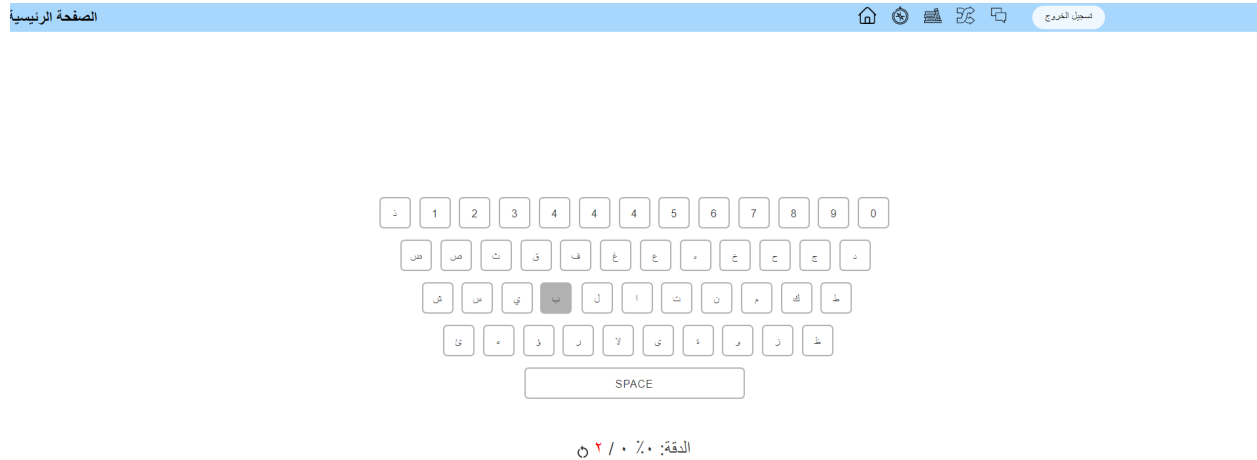 الصفحة الرئيسية
تسجيل الخروج
ذ 1 2 3 4 4 4 5 6 7 8 9 0
ض ص ث ق ف غ ع ه خ ح ج د
ش س ي ب ل ا ت ن م ك ط
ئ ء ؤ ر لا ى ة و ز ظ
SPACE
الدقة: ٠٪ ٠ / ٢